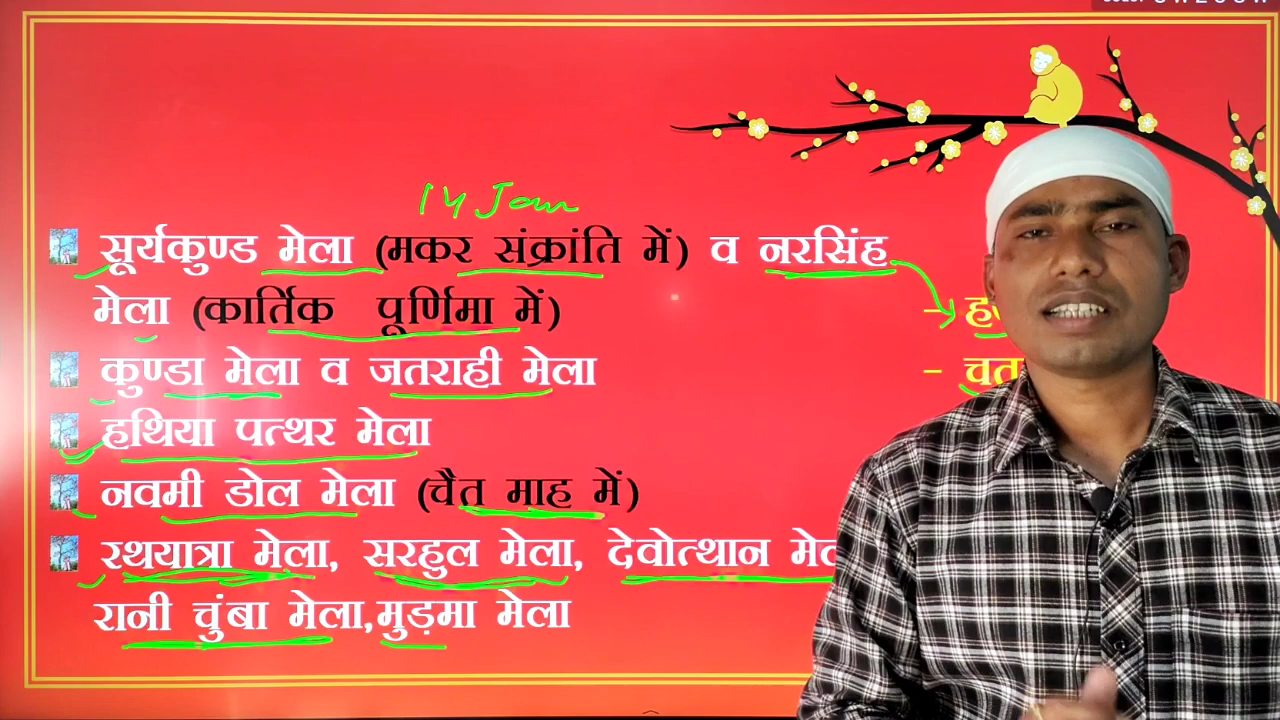 14 Jan
सूर्यकुण्ड मेला (मकर संक्रांति में) व नरसिंह
मेला (कार्तिक पूर्णिमा में) -
कुण्डा मेला व जतराही मेला -
हथिया पत्थर मेला
नवमी डोल मेला (चैत माह में)
रथयात्रा मेला, सरहुल मेला, देवोत्थान
रानी चुंबा मेला,मुड़मा मेला